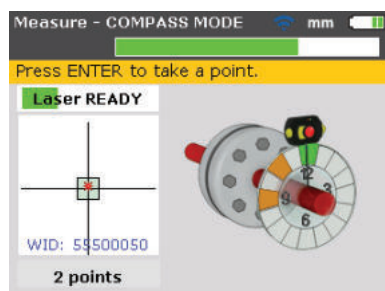 Measure - COMPASS MODE mm
Press ENTER to take a point.
Laser READY
12
3
9
6
WID: 55500050
2 points